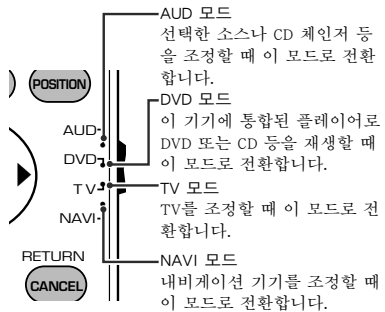 AUD 모드
선택한 소스나 CD 체인저 등
을 조정할 때 이 모드로 전환
합니다.
DVD 모드
이 기기에 통합된 플레이어로
DVD 또는 CD 등을 재생할 때
이 모드로 전환합니다.
TV 모드
TV를 조정할 때 이 모드로 전
환합니다.
NAVI 모드
내비게이션 기기를 조정할 때
이 모드로 전환합니다.
POSITION
AUD
DVD
TV
NAVI
RETURN
CANCEL